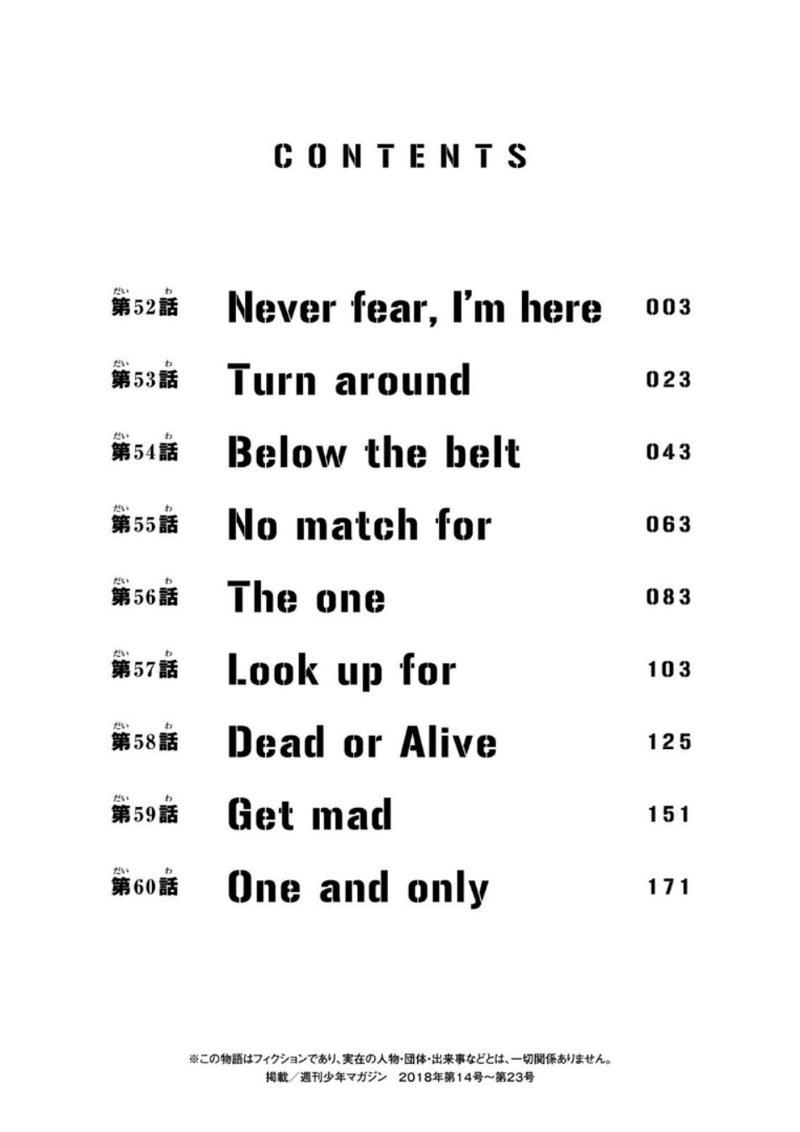 CONTENTS
第52話 Never fear, I'm here 003
第53話 Turn around 023
第54話 Below the belt 043
第55話 No match for 063
第56話 The one 083
第57話 Look up for 103
第58話 Dead or Alive 125
第59話 Get mad 151
第60話 One and only 171
※この物語はフィクションであり、実在の人物・団体・出来事などとは、一切関係ありません。
掲載／週刊少年マガジン 2018年第14号～第23号